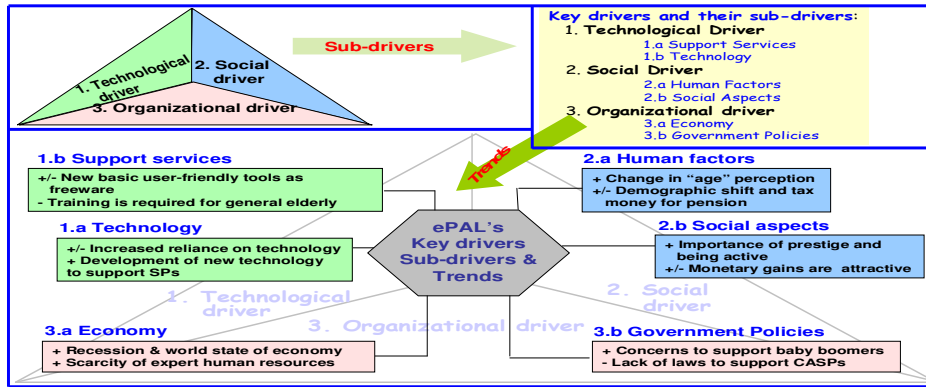 1. Technological
driver
2. Social
driver
3. Organizational driver
Sub-drivers
Key drivers and their sub-drivers:
1. Technological Driver
1.a Support Services
1.b Technology
2. Social Driver
2.a Human Factors
2.b Social Aspects
3. Organizational driver
3.a Economy
3.b Government Policies
Trends
1.b Support services
+/- New basic user-friendly tools as
freeware
- Training is required for general elderly
2.a Human factors
+ Change in “age” perception
+/- Demographic shift and tax
money for pension
1.a Technology
+/- Increased reliance on technology
+ Development of new technology
to support SPs
ePAL’s
Key drivers
Sub-drivers &
Trends
2.b Social aspects
+ Importance of prestige and
being active
+/- Monetary gains are attractive
1. Technological
driver
2. Social
driver
3. Organizational driver
3.a Economy
+ Recession & world state of economy
+ Scarcity of expert human resources
3.b Government Policies
+ Concerns to support baby boomers
- Lack of laws to support CASPs